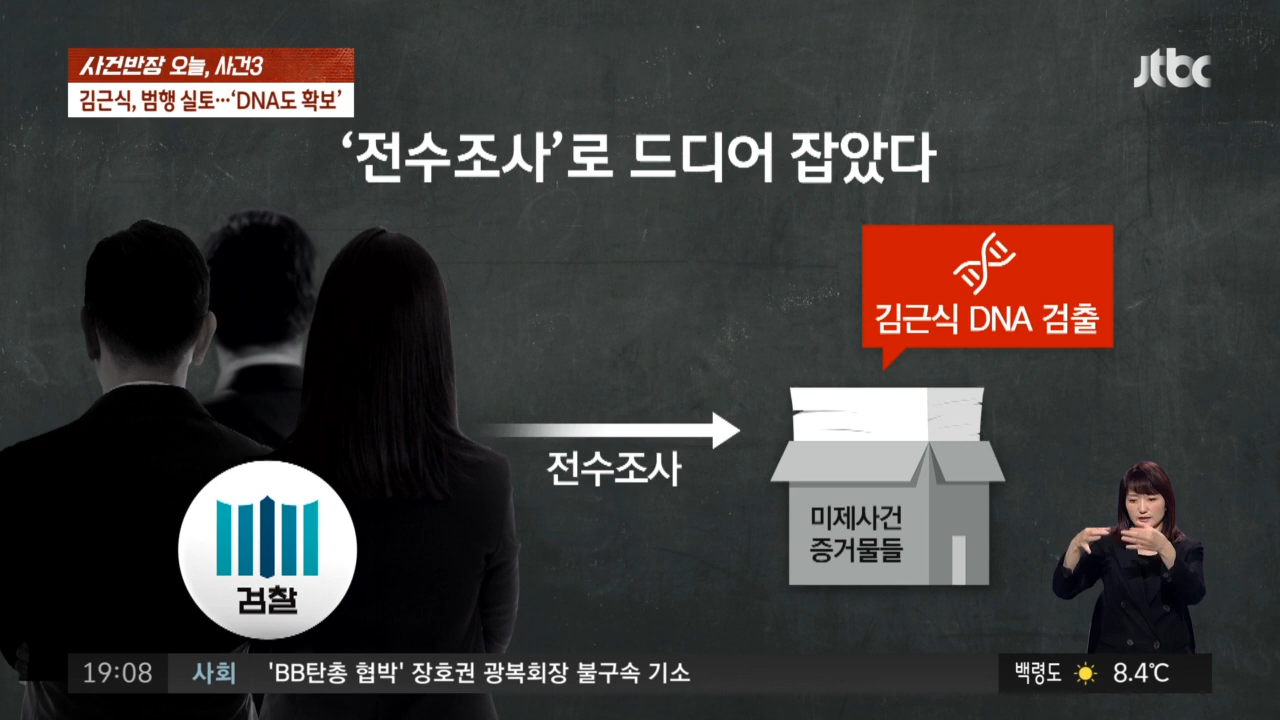 사건반장 오늘, 사건3
김근식, 범행 실토…‘DNA도 확보’
jtbc
‘전수조사’로 드디어 잡았다
김근식 DNA 검출
전수조사
미제사건
증거물들
검찰
19:08 사회 'BB탄총 협박' 장호권 광복회장 불구속 기소
백령도 8.4℃